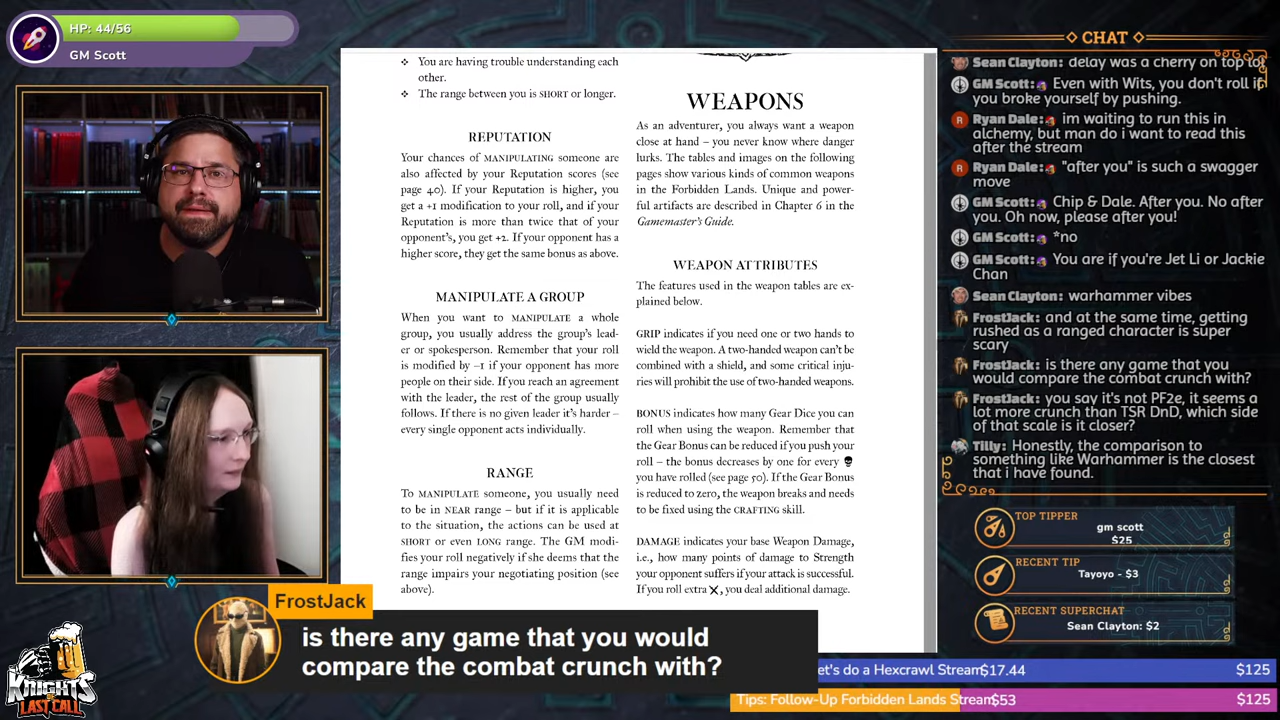 HP: 44/56
GM Scott
❖ You are having trouble understanding each
other.
❖ The range between you is SHORT or longer.
REPUTATION
Your chances of MANIPULATING someone are
also affected by your Reputation scores (see
page 40). If your Reputation is higher, you
get a +1 modification to your roll, and if your
Reputation is more than twice that of your
opponent's, you get +2. If your opponent has a
higher score, they get the same bonus as above.
MANIPULATE A GROUP
When you want to MANIPULATE a whole
group, you usually address the group's lead-
er or spokesperson. Remember that your roll
is modified by –1 if your opponent has more
people on their side. If you reach an agreement
with the leader, the rest of the group usually
follows. If there is no given leader it's harder –
every single opponent acts individually.
RANGE
To MANIPULATE someone, you usually need
to be in NEAR range – but if it is applicable
to the situation, the actions can be used at
SHORT or even LONG range. The GM modi-
fies your roll negatively if she deems that the
range impairs your negotiating position (see
above).
WEAPONS
As an adventurer, you always want a weapon
close at hand – you never know where danger
lurks. The tables and images on the following
pages show various kinds of common weapons
in the Forbidden Lands. Unique and power-
ful artifacts are described in Chapter 6 in the
Gamemaster's Guide.
WEAPON ATTRIBUTES
The features used in the weapon tables are ex-
plained below.
GRIP indicates if you need one or two hands to
wield the weapon. A two-handed weapon can't be
combined with a shield, and some critical inju-
ries will prohibit the use of two-handed weapons.
BONUS indicates how many Gear Dice you can
roll when using the weapon. Remember that
the Gear Bonus can be reduced if you push your
roll – the bonus decreases by one for every
you have rolled (see page 50). If the Gear Bonus
is reduced to zero, the weapon breaks and needs
to be fixed using the CRAFTING skill.
DAMAGE indicates your base Weapon Damage,
i.e., how many points of damage to Strength
your opponent suffers if your attack is successful.
If you roll extra ⚔, you deal additional damage.
CHAT
Sean Clayton: delay was a cherry on top lol
GM Scott: Even with Wits, you don't roll if
you broke yourself by pushing.
R Ryan Dale: im waiting to run this in
alchemy, but man do i want to read this
after the stream
R Ryan Dale: "after you" is such a swagger
move
GM Scott: Chip & Dale. After you. No after
you. Oh now, please after you!
GM Scott: *no
GM Scott: You are if you're Jet Li or Jackie
Chan
Sean Clayton: warhammer vibes
FrostJack: and at the same time, getting
rushed as a ranged character is super
scary
FrostJack: is there any game that you
would compare the combat crunch with?
FrostJack: you say it's not PF2e, it seems a
lot more crunch than TSR DnD, which side
of that scale is it closer?
Tilly: Honestly, the comparison to
something like Warhammer is the closest
that i have found.
TOP TIPPER
gm scott
$25
RECENT TIP
Tayoyo - $3
RECENT SUPERCHAT
Sean Clayton: $2
FrostJack
is there any game that you would
compare the combat crunch with?
KNIGHTS
OF
LAST CALL
et's do a Hexcrawl Stream $17.44 $125
Tips: Follow-Up Forbidden Lands Stream $53 $125